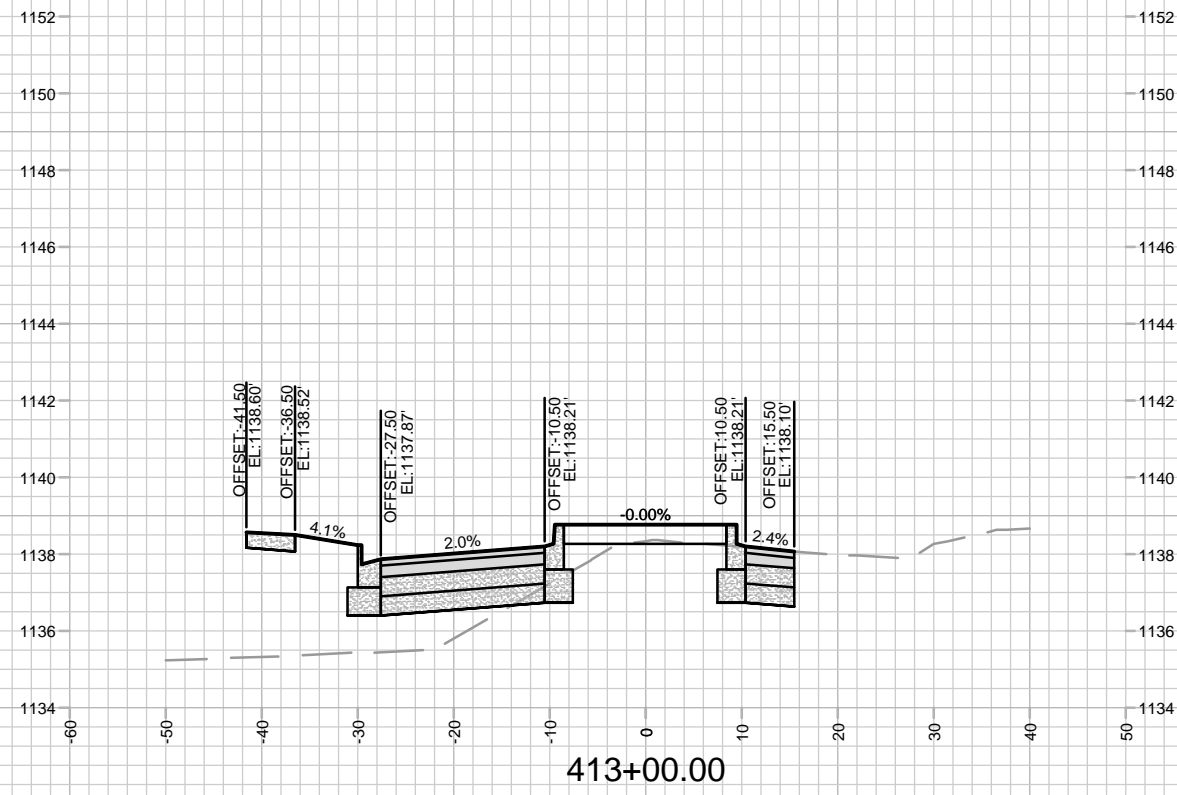 1152 1152
1150 1150
1148 1148
1146 1146
1144 1144
1142 1142
1140 1140
1138 1138
1136 1136
1134 1134
OFFSET:-41.50
EL:1138.60'
OFFSET:-36.50
EL:1138.52'
OFFSET:-27.50
EL:1137.87'
OFFSET:-10.50
EL:1138.21'
OFFSET:10.50
EL:1138.21'
OFFSET:15.50
EL:1138.10'
4.1%
2.0%
-0.00%
2.4%
-60 -50 -40 -30 -20 -10 0 10 20 30 40 50
413+00.00